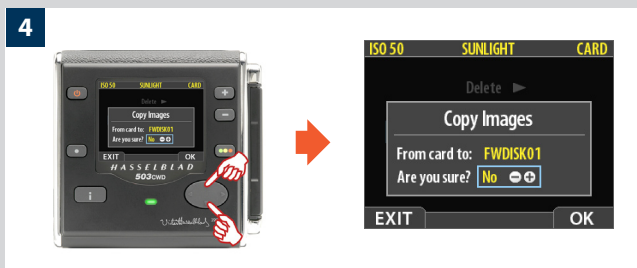 4
ISO 50 SUNLIGHT CARD
Delete
Copy Images
From card to: FWDISK01
Are you sure? No
EXIT OK
HASSELBLAD
503CWD
i
ISO 50 SUNLIGHT CARD
Delete
Copy Images
From card to: FWDISK01
Are you sure? No
EXIT OK